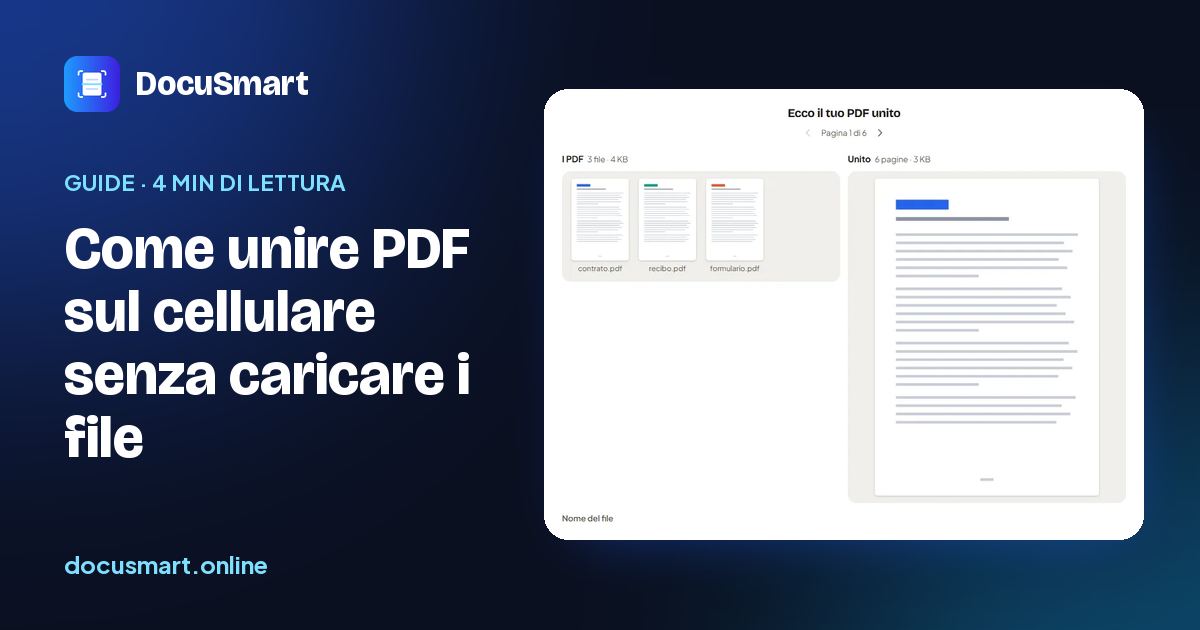 DocuSmart
GUIDE · 4 MIN DI LETTURA
Come unire PDF
sul cellulare
senza caricare i
file
docusmart.online
Ecco il tuo PDF unito
Pagina 1 di 6
I PDF 3 file · 4 KB
contrato.pdf
recibo.pdf
formulario.pdf
Unito 6 pagine · 3 KB
Nome del file